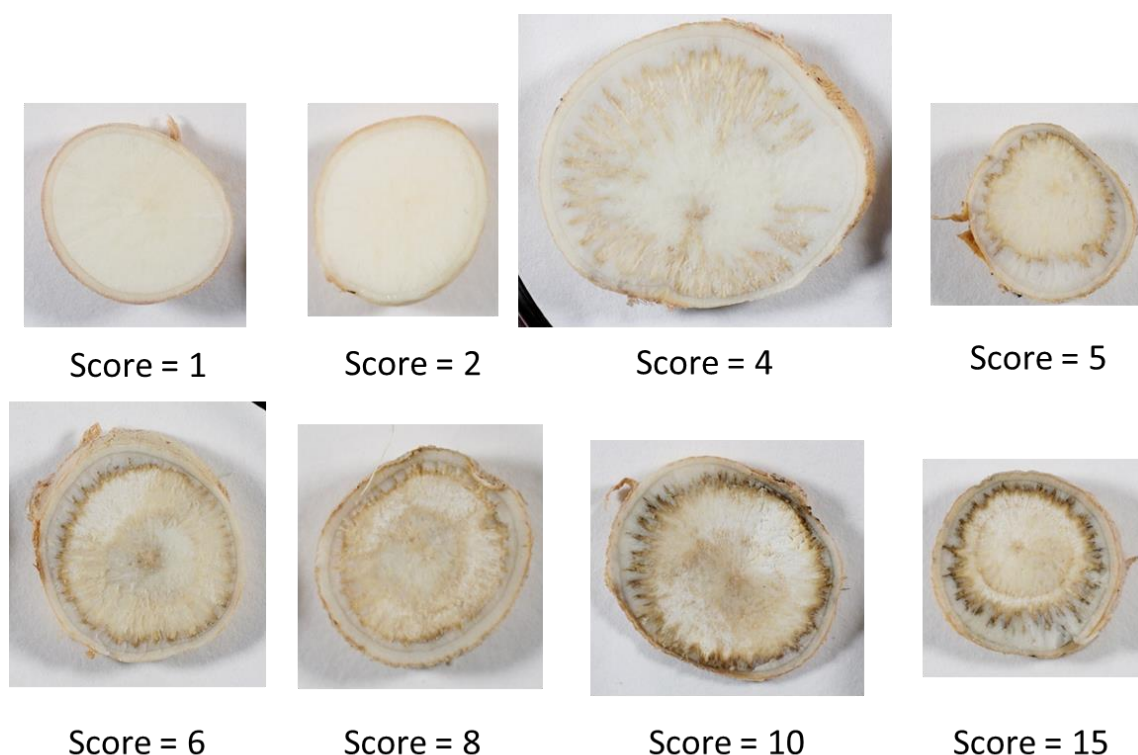 Score = 1
Score = 2
Score = 4
Score = 5
Score = 6
Score = 8
Score = 10
Score = 15